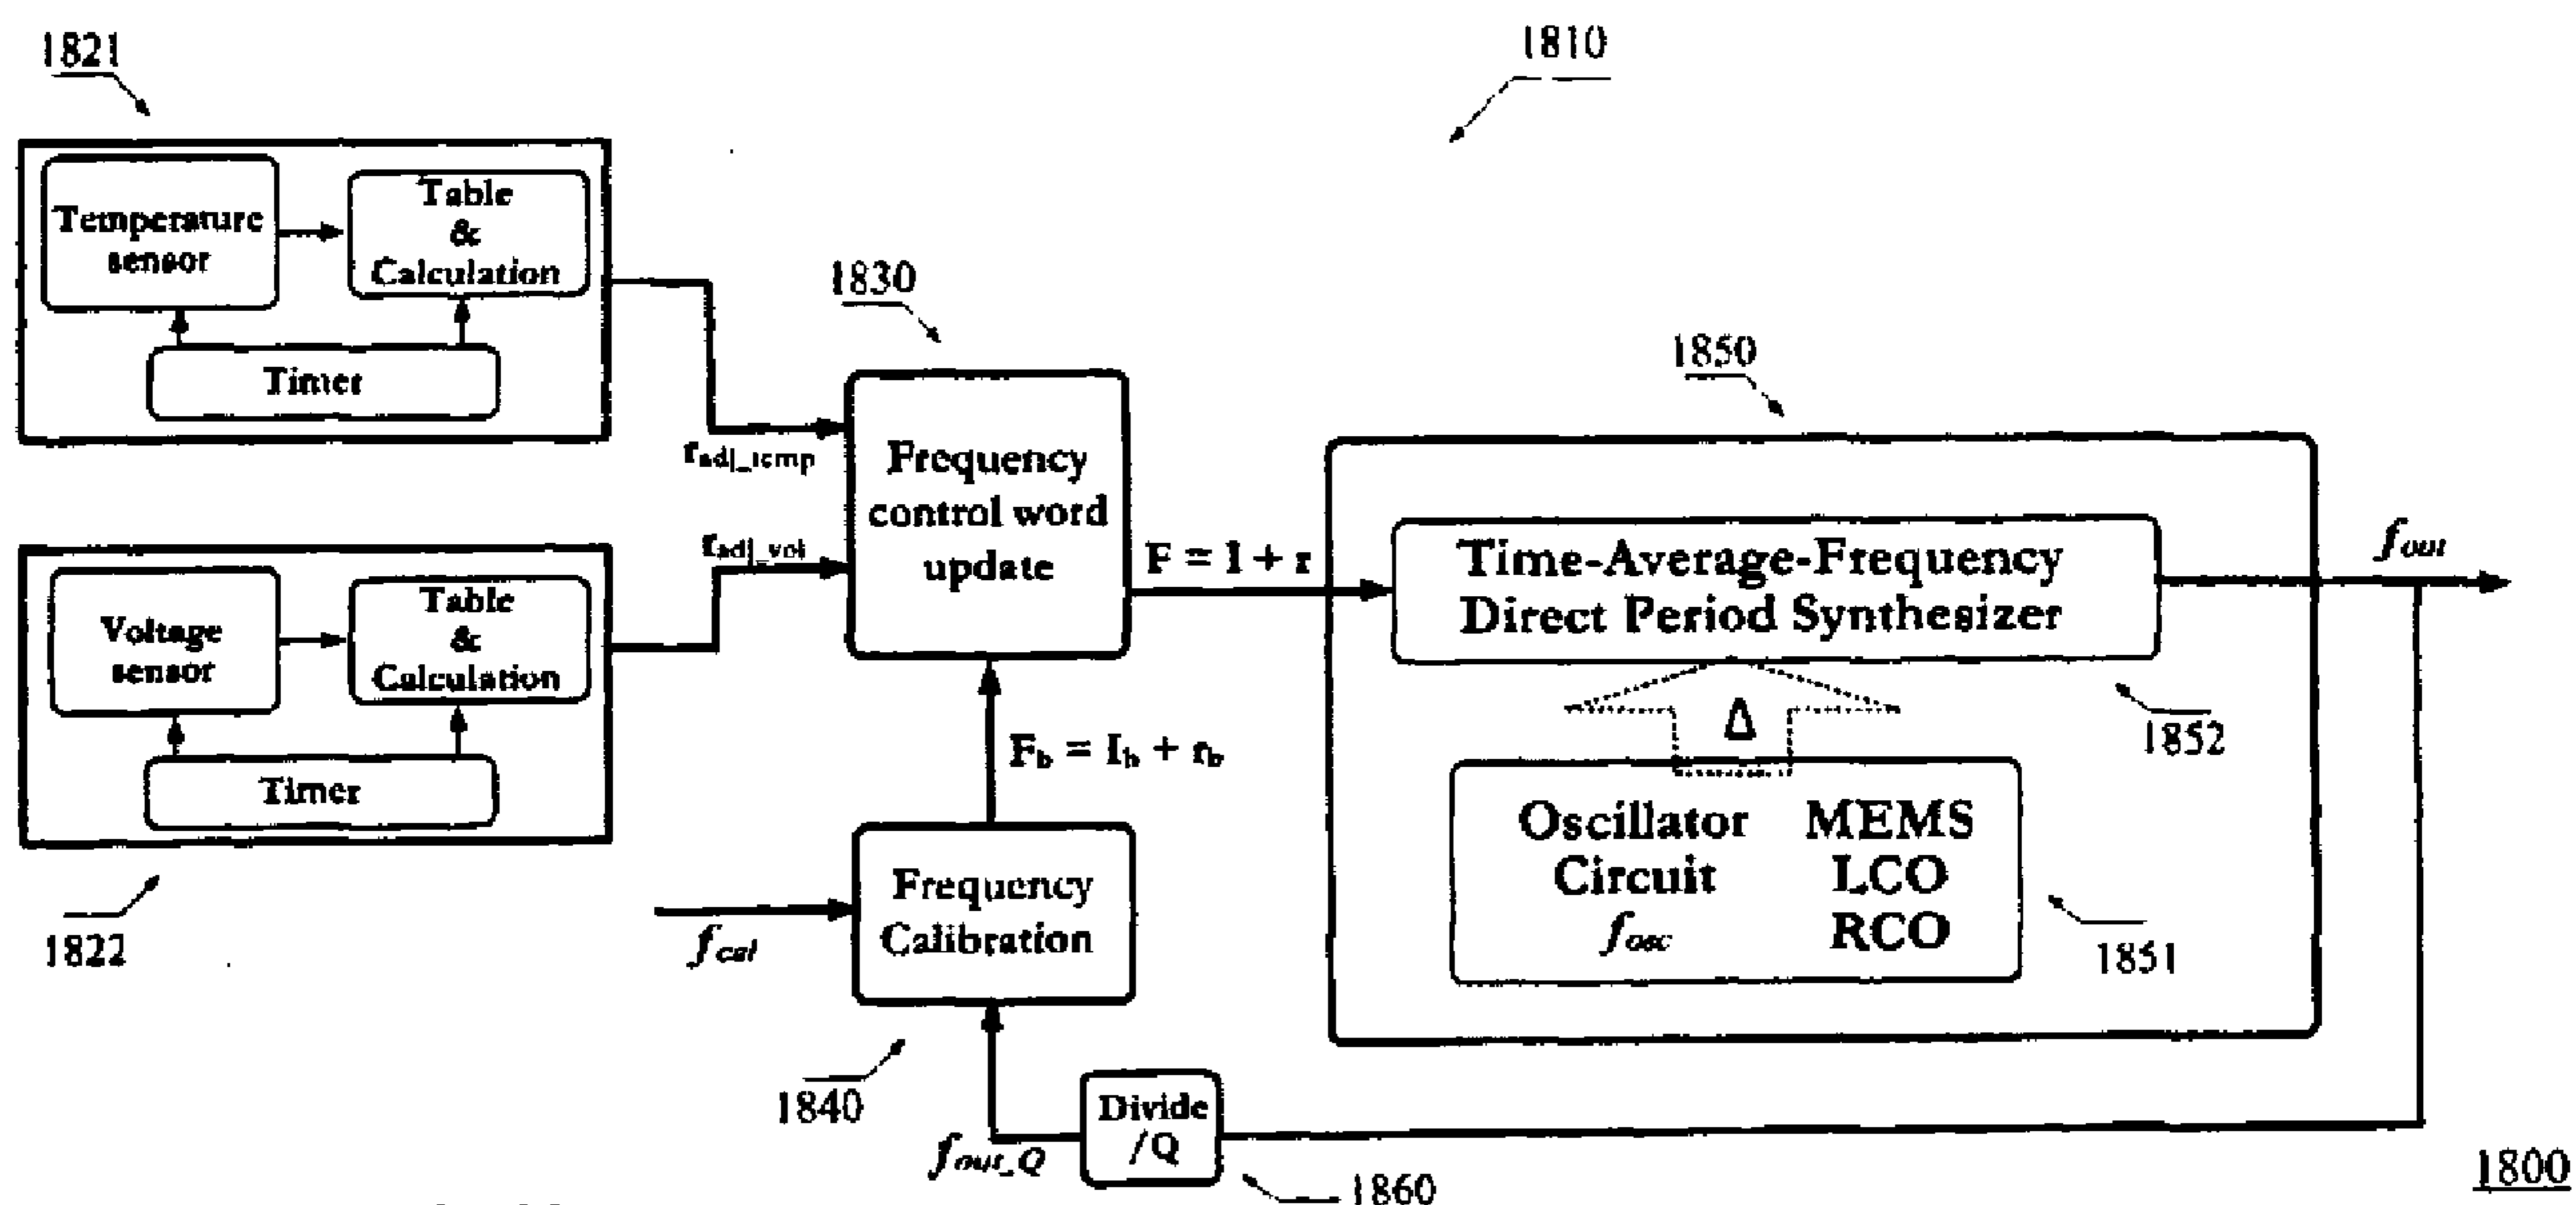 1821
1810
Temperature
sensor
Table
&
Calculation
Timer
1830
1850
r_adj_temp
Frequency
control word
update
r_adj_vol
F = I + r
Time-Average-Frequency
Direct Period Synthesizer
f_out
Voltage
sensor
Table
&
Calculation
Timer
1822
F_b = I_b + r_b
Δ
1852
Oscillator
Circuit
f_osc
MEMS
LCO
RCO
1851
f_cal
Frequency
Calibration
1840
f_out_Q
Divide
/Q
1860
1800